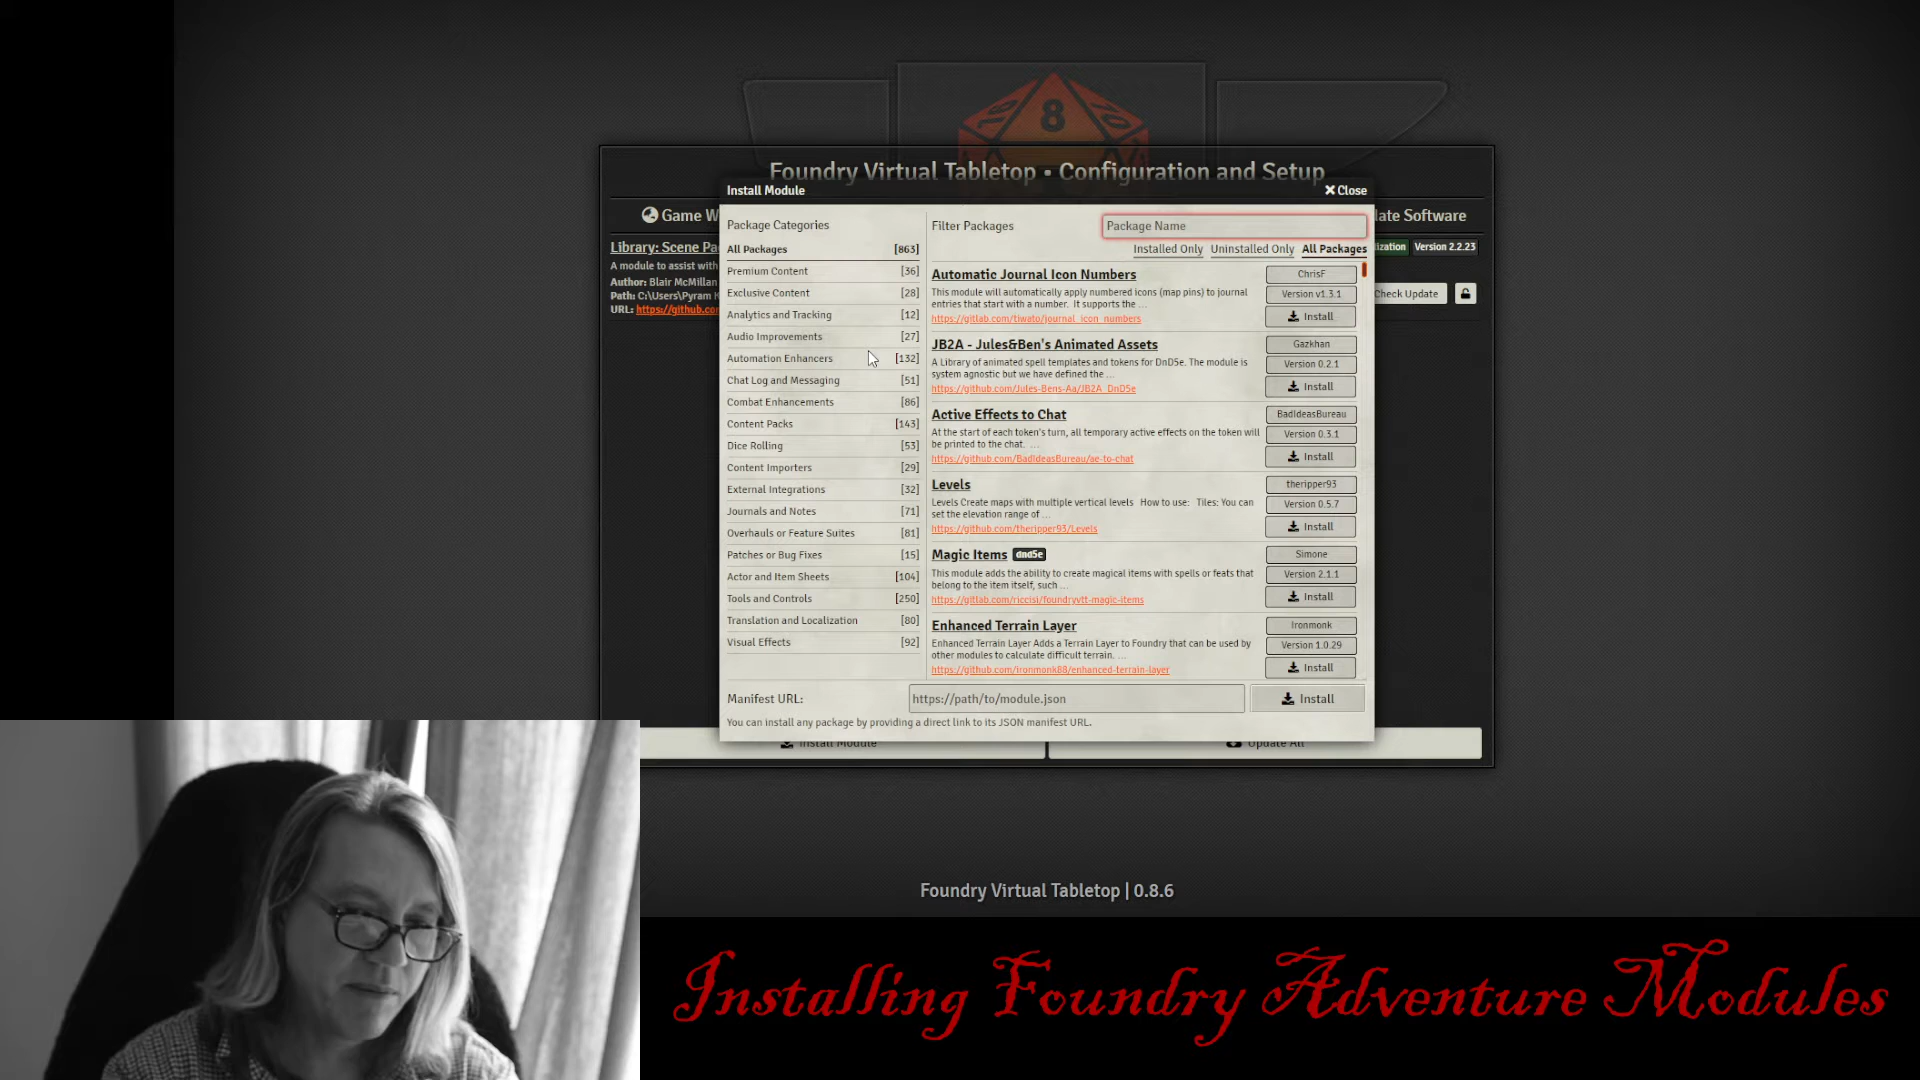 8
Foundry Virtual Tabletop • Configuration and Setup
Install Module
Close
Game W
date Software
Library: Scene Pa
A module to assist with
Author: Blair McMillan
Path: C:\Users\Pyram K
URL: https://github.co
ization
Version 2.2.23
Check Update
Package Categories
All Packages [863]
Premium Content [36]
Exclusive Content [28]
Analytics and Tracking [12]
Audio Improvements [27]
Automation Enhancers [132]
Chat Log and Messaging [51]
Combat Enhancements [86]
Content Packs [143]
Dice Rolling [53]
Content Importers [29]
External Integrations [32]
Journals and Notes [71]
Overhauls or Feature Suites [81]
Patches or Bug Fixes [15]
Actor and Item Sheets [104]
Tools and Controls [250]
Translation and Localization [80]
Visual Effects [92]
Filter Packages
Package Name
Installed Only Uninstalled Only All Packages
Automatic Journal Icon Numbers
This module will automatically apply numbered icons (map pins) to journal
entries that start with a number. It supports the ...
https://gitlab.com/tiwato/journal_icon_numbers
ChrisF
Version v1.3.1
Install
JB2A - Jules&Ben's Animated Assets
A Library of animated spell templates and tokens for DnD5e. The module is
system agnostic but we have defined the ...
https://github.com/Jules-Bens-Aa/JB2A_DnD5e
Gazkhan
Version 0.2.1
Install
Active Effects to Chat
At the start of each token's turn, all temporary active effects on the token will
be printed to the chat. ...
https://github.com/BadIdeasBureau/ae-to-chat
BadIdeasBureau
Version 0.3.1
Install
Levels
Levels Create maps with multiple vertical levels How to use: Tiles: You can
set the elevation range of ...
https://github.com/theripper93/Levels
theripper93
Version 0.5.7
Install
Magic Items dnd5e
This module adds the ability to create magical items with spells or feats that
belong to the item itself, such ...
https://gitlab.com/riccisi/foundryvtt-magic-items
Simone
Version 2.1.1
Install
Enhanced Terrain Layer
Enhanced Terrain Layer Adds a Terrain Layer to Foundry that can be used by
other modules to calculate difficult terrain. ...
https://github.com/ironmonk88/enhanced-terrain-layer
Ironmonk
Version 1.0.29
Install
Manifest URL:
https://path/to/module.json
Install
You can install any package by providing a direct link to its JSON manifest URL.
Install Module
Update All
Foundry Virtual Tabletop | 0.8.6
Installing Foundry Adventure Modules